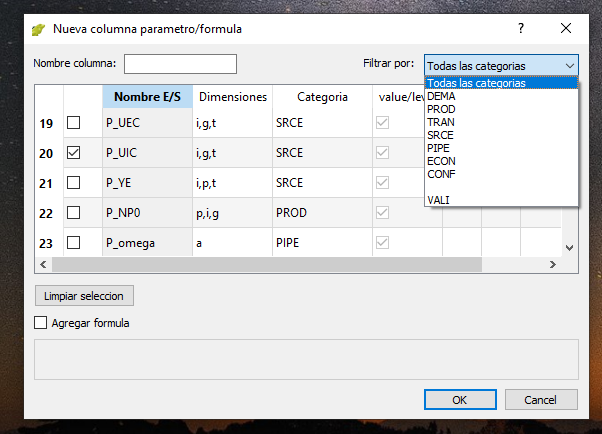 Nueva columna parametro/formula
Nombre columna:
Filtrar por: Todas las categorias
Todas las categorias
DEMA
PROD
TRAN
SRCE
PIPE
ECON
CONF
VALI
Nombre E/S Dimensiones Categoria
19 P_UEC i,g,t SRCE
20 P_UIC i,g,t SRCE
21 P_YE i,p,t SRCE
22 P_NP0 p,i,g PROD
23 P_omega a PIPE
Limpiar seleccion
Agregar formula
OK Cancel